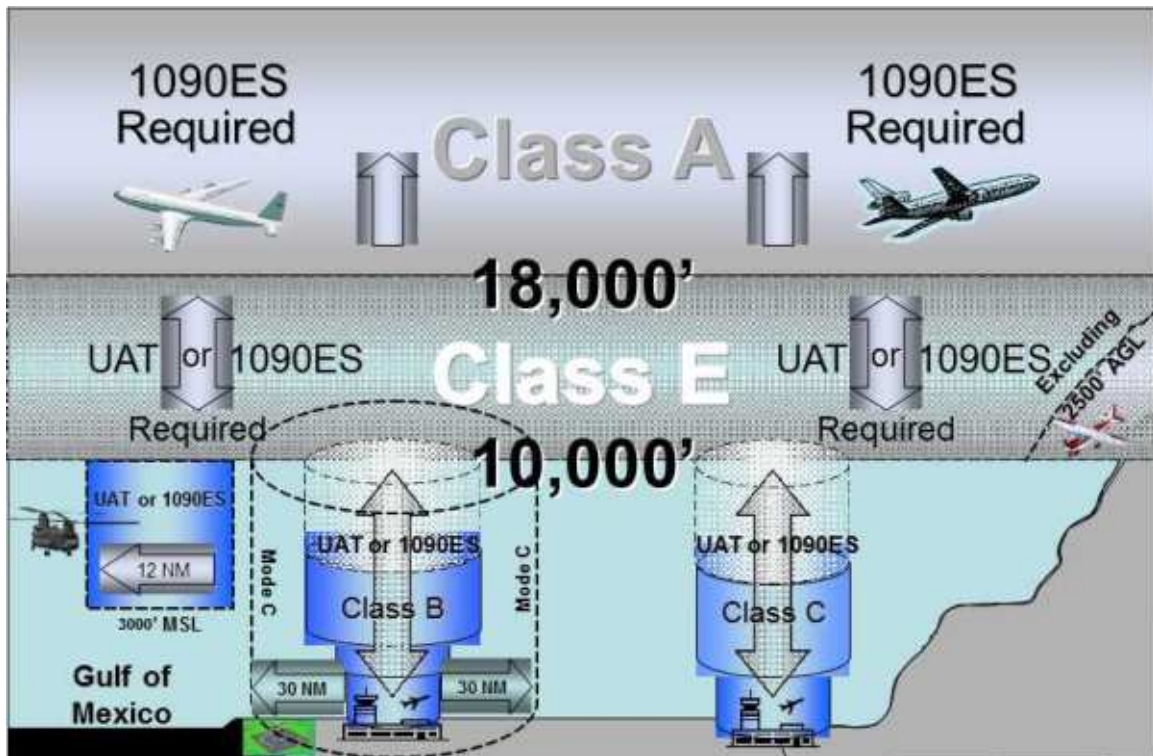 1090ES
Required
Class A
1090ES
Required
18,000’
UAT or 1090ES
Required
Class E
UAT or 1090ES
Required
Excluding
2500’ AGL
10,000’
UAT or 1090ES
12 NM
3000’ MSL
Gulf of
Mexico
Mode C
UAT or 1090ES
Class B
Mode C
30 NM
30 NM
UAT or 1090ES
Class C